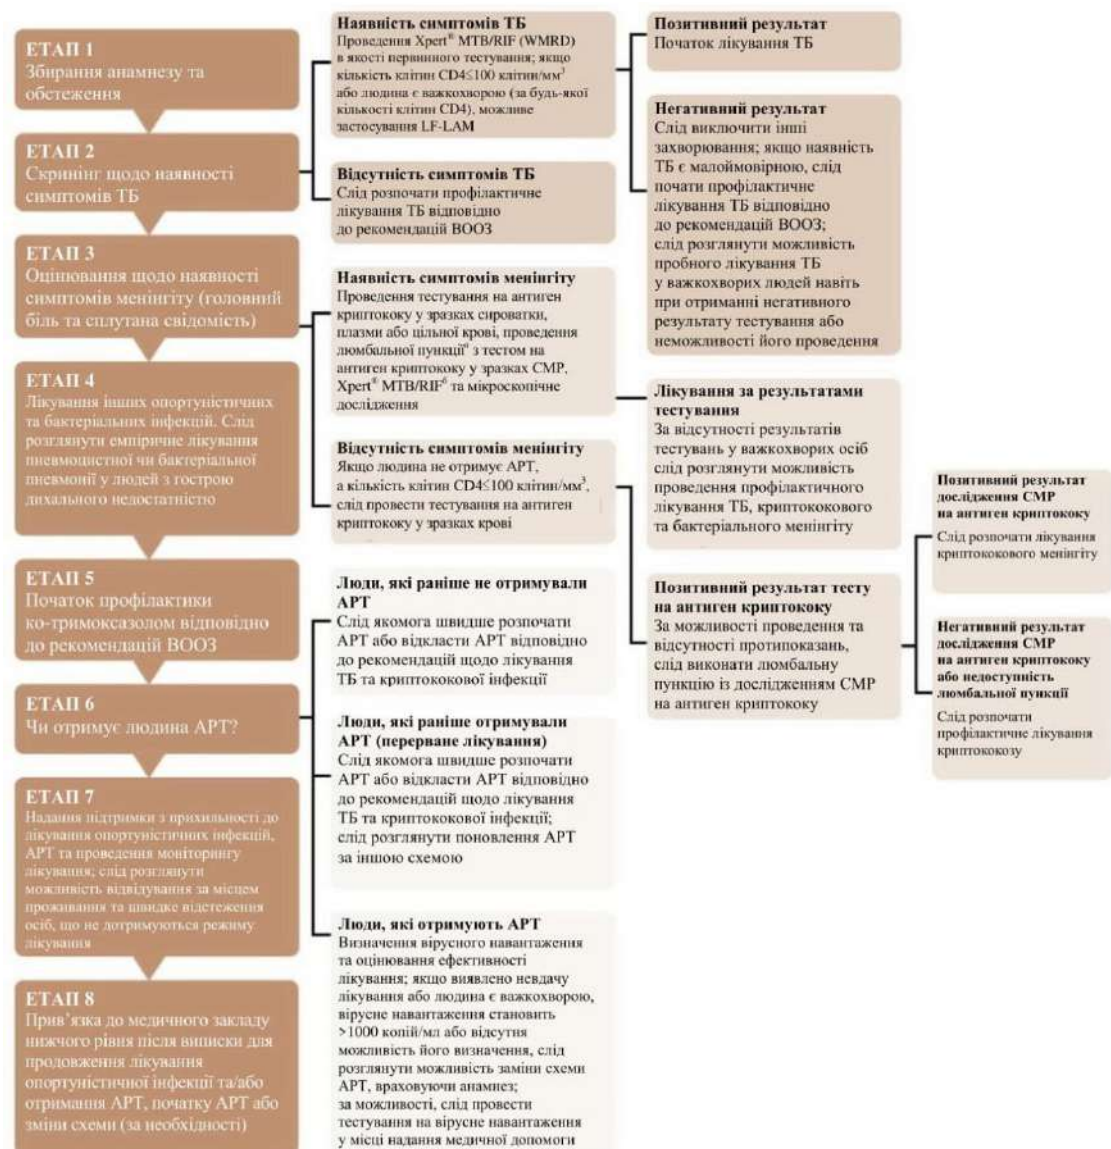 ЕТАП 1
Збирання анамнезу та
обстеження
ЕТАП 2
Скринінг щодо наявності
симптомів ТБ
ЕТАП 3
Оцінювання щодо наявності
симптомів менінгіту (головний
біль та сплутана свідомість)
ЕТАП 4
Лікування інших опортуністичних
та бактеріальних інфекцій. Слід
розглянути емпіричне лікування
пневмоцистної чи бактеріальної
пневмонії у людей з гострою
дихального недостатністю
ЕТАП 5
Початок профілактики
ко-тримоксазолом відповідно
до рекомендацій ВООЗ
ЕТАП 6
Чи отримує людина АРТ?
ЕТАП 7
Надання підтримки з прихильності до
лікування опортуністичних інфекцій,
АРТ та проведення моніторингу
лікування; слід розглянути
можливість відвідування за місцем
проживання та швидке відстеження
осіб, що не дотримуються режиму
лікування
ЕТАП 8
Прив’язка до медичного закладу
нижчого рівня після виписки для
продовження лікування
опортуністичної інфекції та/або
отримання АРТ, початку АРТ або
зміни схеми (за необхідності)
Наявність симптомів ТБ
Проведення Xpert® MTB/RIF (WMRD)
в якості первинного тестування; якщо
кількість клітин CD4≤100 клітин/мм³
або людина є важкохворою (за будь-якої
кількості клітин CD4), можливе
застосування LF-LAM
Відсутність симптомів ТБ
Слід розпочати профілактичне
лікування ТБ відповідно
до рекомендацій ВООЗ
Наявність симптомів менінгіту
Проведення тестування на антиген
криптококу у зразках сироватки,
плазми або цільної крові, проведення
люмбальної пункціїª з тестом на
антиген криптококу у зразках СМР,
Xpert® MTB/RIFᵟ та мікроскопічне
дослідження
Відсутність симптомів менінгіту
Якщо людина не отримує АРТ,
а кількість клітин CD4≤100 клітин/мм³,
слід провести тестування на антиген
криптококу у зразках крові
Люди, які раніше не отримували
АРТ
Слід якомога швидше розпочати
АРТ або відкласти АРТ відповідно
до рекомендацій щодо лікування
ТБ та криптококової інфекції
Люди, які раніше отримували
АРТ (перерване лікування)
Слід якомога швидше розпочати
АРТ або відкласти АРТ відповідно
до рекомендацій щодо лікування
ТБ та криптококової інфекції;
слід розглянути поновлення АРТ
за іншою схемою
Люди, які отримують АРТ
Визначення вірусного навантаження
та оцінювання ефективності
лікування; якщо виявлено невдачу
лікування або людина є важкохворою,
вірусне навантаження становить
>1000 копій/мл або відсутня
можливість його визначення, слід
розглянути можливість заміни схеми
АРТ, враховуючи анамнез;
за можливості, слід провести
тестування на вірусне навантаження
у місці надання медичної допомоги
Позитивний результат
Початок лікування ТБ
Негативний результат
Слід виключити інші
захворювання; якщо наявність
ТБ є малоймовірною, слід
почати профілактичне
лікування ТБ відповідно
до рекомендацій ВООЗ;
слід розглянути можливість
пробного лікування ТБ
у важкохворих людей навіть
при отриманні негативного
результату тестування або
неможливості його проведення
Лікування за результатами
тестування
За відсутності результатів
тестувань у важкохворих осіб
слід розглянути можливість
проведення профілактичного
лікування ТБ, криптококового
та бактеріального менінгіту
Позитивний результат тесту
на антиген криптококу
За можливості проведення та
відсутності протипоказань,
слід виконати люмбальну
пункцію із дослідженням СМР
на антиген криптококу
Позитивний результат
дослідження СМР
на антиген криптококу
Слід розпочати лікування
криптококового менінгіту
Негативний результат
дослідження СМР
на антиген криптококу
або недоступність
люмбальної пункції
Слід розпочати
профілактичне лікування
криптококозу